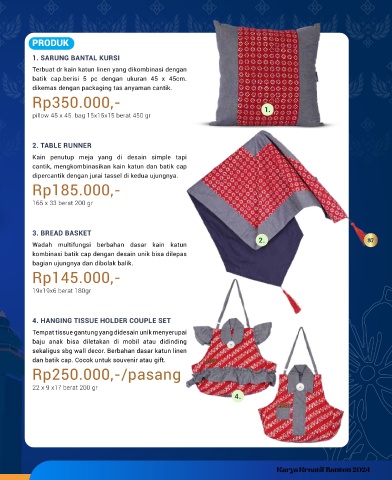 PRODUK
1. SARUNG BANTAL KURSI
Terbuat dr kain katun linen yang dikombinasi dengan
batik cap.berisi 5 pc dengan ukuran 45 x 45cm.
dikemas dengan packaging tas anyaman cantik.
Rp350.000,-
pillow 45 x 45. bag 15x15x15 berat 450 gr
1.
2. TABLE RUNNER
Kain penutup meja yang di desain simple tapi
cantik, mengkombinasikan kain katun dan batik cap
dipercantik dengan jurai tassel di kedua ujungnya.
Rp185.000,-
165 x 33 berat 200 gr
2.
3. BREAD BASKET
Wadah multifungsi berbahan dasar kain katun
kombinasi batik cap dengan desain unik bisa dilepas
bagian ujungnya dan dibolak balik.
Rp145.000,-
19x19x6 berat 180gr
4. HANGING TISSUE HOLDER COUPLE SET
Tempat tissue gantung yang didesain unik menyerupai
baju anak bisa diletakan di mobil atau didinding
sekaligus sbg wall decor. Berbahan dasar katun linen
dan batik cap. Cocok untuk souvenir atau gift.
Rp250.000,-/pasang
22 x 9 x17 berat 200 gr
4.
Karya Kreatif Banten 2024